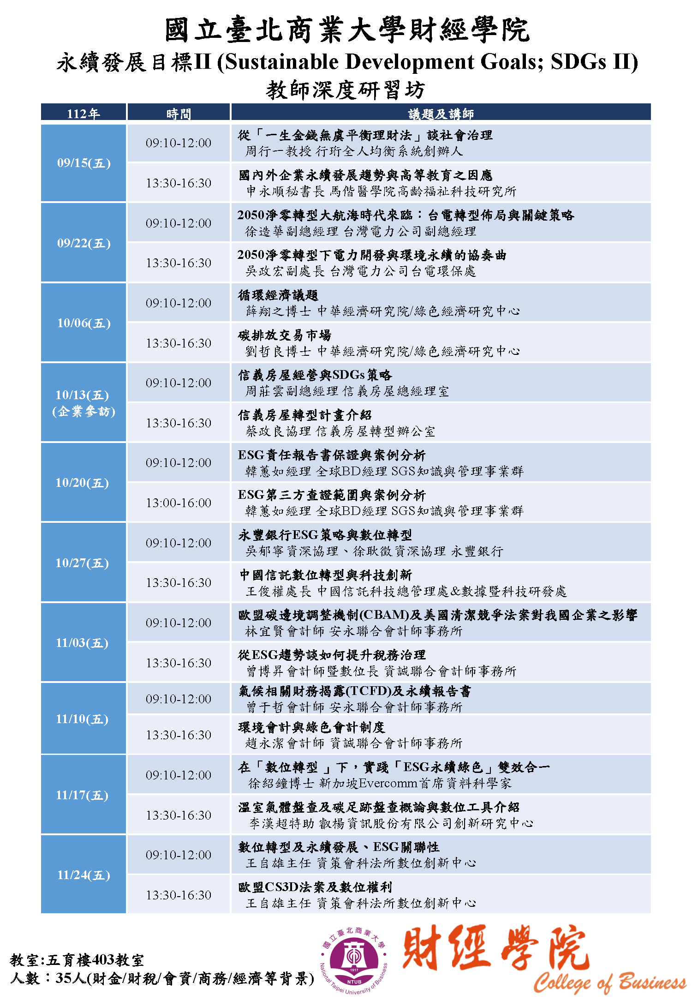 國立臺北商業大學財經學院
永續發展目標II (Sustainable Development Goals; SDGs II)
教師深度研習坊
112年 時間 議題及講師
09/15(五)
09:10-12:00
從「一生金錢無虞平衡理財法」談社會治理
周行一教授 行珩全人均衡系統創辦人
13:30-16:30
國內外企業永續發展趨勢與高等教育之因應
申永順秘書長 馬偕醫學院高齡福祉科技研究所
09/22(五)
09:10-12:00
2050淨零轉型大航海時代來臨：台電轉型佈局與關鍵策略
徐造華副總經理 台灣電力公司副總經理
13:30-16:30
2050淨零轉型下電力開發與環境永續的協奏曲
吳政宏副處長 台灣電力公司台電環保處
10/06(五)
09:10-12:00
循環經濟議題
薛翔之博士 中華經濟研究院/綠色經濟研究中心
13:30-16:30
碳排放交易市場
劉哲良博士 中華經濟研究院/綠色經濟研究中心
10/13(五)
(企業參訪)
09:10-12:00
信義房屋經營與SDGs策略
周莊雲副總經理 信義房屋總經理室
13:30-16:30
信義房屋轉型計畫介紹
蔡政良協理 信義房屋轉型辦公室
10/20(五)
09:10-12:00
ESG責任報告書保證與案例分析
韓蕙如經理 全球BD經理 SGS知識與管理事業群
13:00-16:00
ESG第三方查證範圍與案例分析
韓蕙如經理 全球BD經理 SGS知識與管理事業群
10/27(五)
09:10-12:00
永豐銀行ESG策略與數位轉型
吳郁寧資深協理、徐耿徵資深協理 永豐銀行
13:30-16:30
中國信託數位轉型與科技創新
王俊權處長 中國信託科技總管理處&數據暨科技研發處
11/03(五)
09:10-12:00
歐盟碳邊境調整機制(CBAM)及美國清潔競爭法案對我國企業之影響
林宜賢會計師 安永聯合會計師事務所
13:30-16:30
從ESG趨勢談如何提升稅務治理
曾博昇會計師暨數位長 資誠聯合會計師事務所
11/10(五)
09:10-12:00
氣候相關財務揭露(TCFD)及永續報告書
曾于哲會計師 安永聯合會計師事務所
13:30-16:30
環境會計與綠色會計制度
趙永潔會計師 資誠聯合會計師事務所
11/17(五)
09:10-12:00
在「數位轉型 」下，實踐「ESG永續綠色」雙效合一
徐紹鐘博士 新加坡Evercomm首席資料科學家
13:30-16:30
溫室氣體盤查及碳足跡盤查概論與數位工具介紹
李漢超特助 叡楊資訊股份有限公司創新研究中心
11/24(五)
09:10-12:00
數位轉型及永續發展、ESG關聯性
王自雄主任 資策會科法所數位創新中心
13:30-16:30
歐盟CS3D法案及數位權利
王自雄主任 資策會科法所數位創新中心
教室:五育樓403教室
人數：35人(財金/財稅/會資/商務/經濟等背景)
國立臺北商業大學
1917
NTUB
National Taipei University of Business
財經學院
College of Business